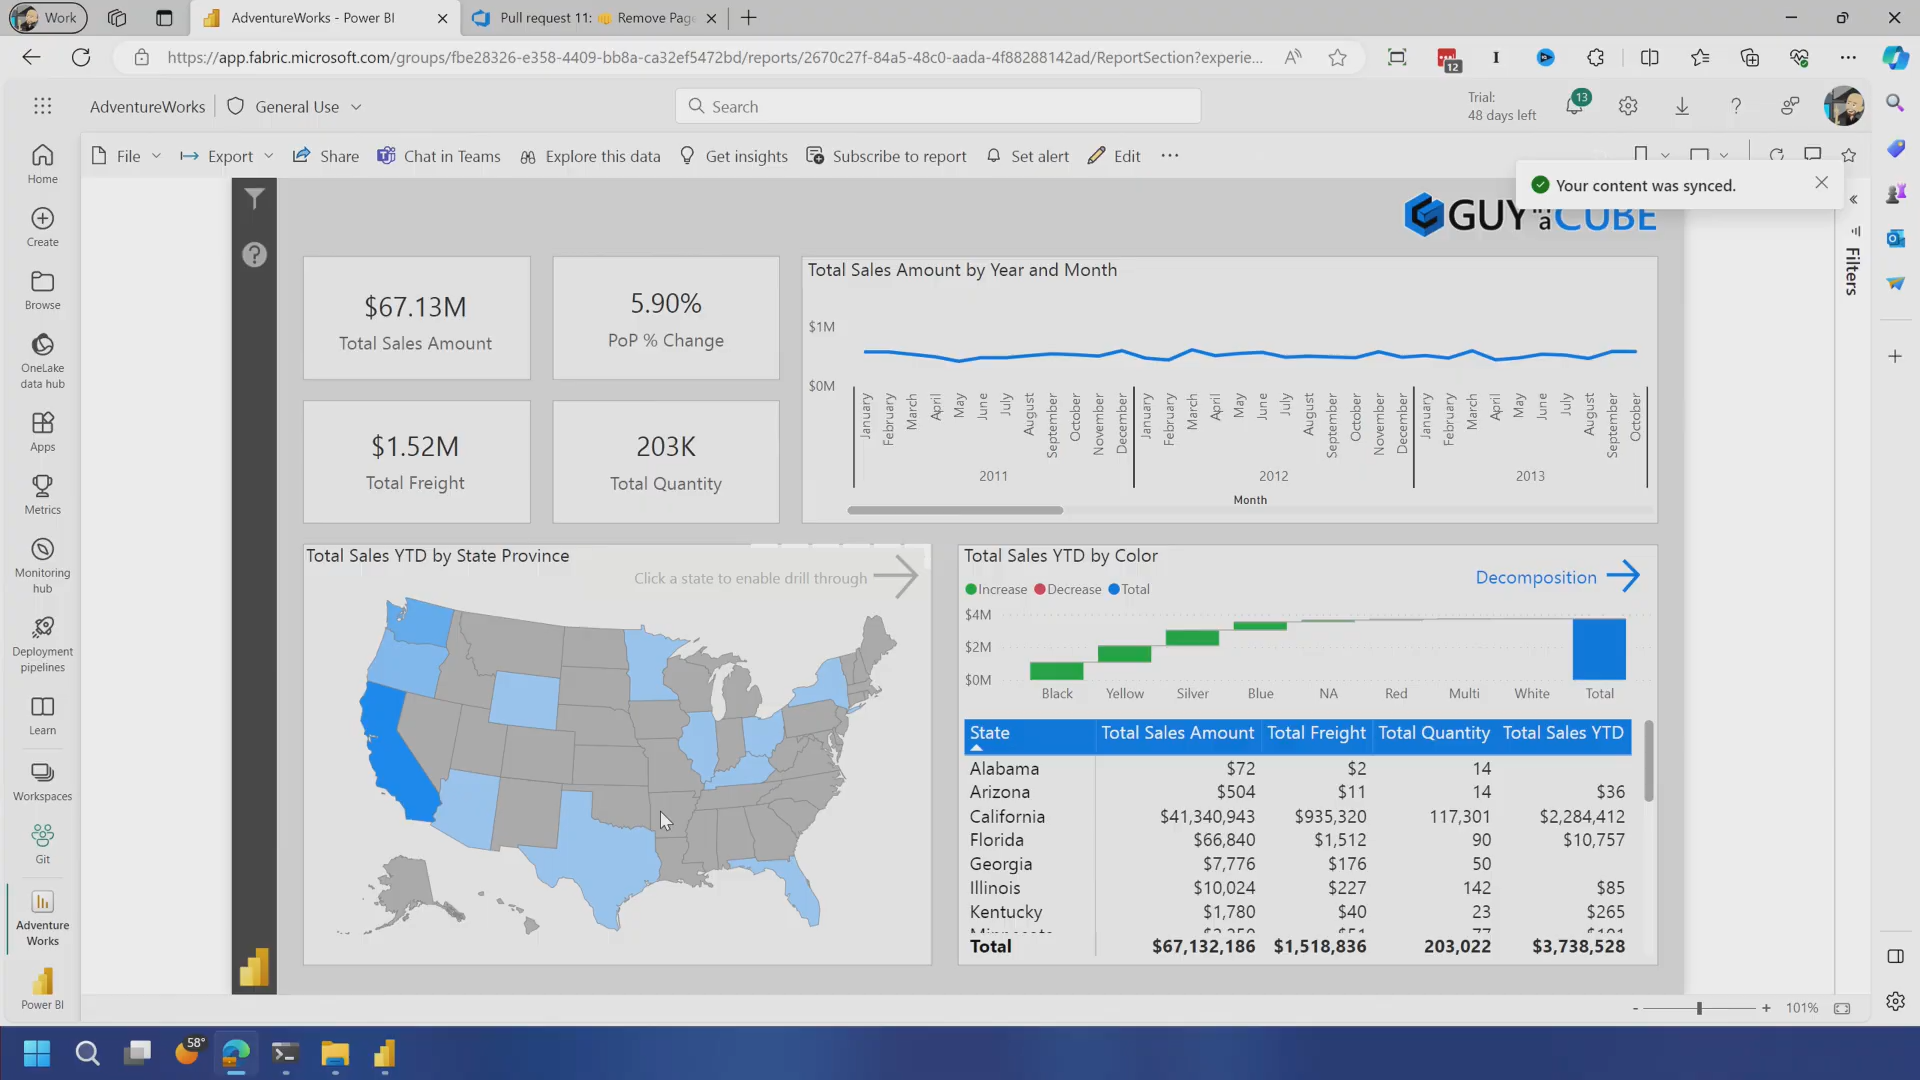 Work
AdventureWorks - Power BI
Pull request 11: 👊 Remove Page
https://app.fabric.microsoft.com/groups/fbe28326-e358-4409-bb8a-ca32ef5472bd/reports/2670c27f-84a5-48c0-aada-4f88288142ad/ReportSection?experie...
12
AdventureWorks
General Use
Search
Trial:
48 days left
13
File
Export
Share
Chat in Teams
Explore this data
Get insights
Subscribe to report
Set alert
Edit
Your content was synced.
Home
Create
Browse
OneLake
data hub
Apps
Metrics
Monitoring
hub
Deployment
pipelines
Learn
Workspaces
Git
Adventure
Works
Power BI
GUY in a CUBE
Filters
$67.13M
Total Sales Amount
5.90%
PoP % Change
$1.52M
Total Freight
203K
Total Quantity
Total Sales Amount by Year and Month
$1M
$0M
January February March April May June July August September October November December January February March April May June July August September October November December January February March April May June July August September October
2011 2012 2013
Month
Total Sales YTD by State Province
Click a state to enable drill through
Total Sales YTD by Color
Decomposition
Increase Decrease Total
$4M
$2M
$0M
Black Yellow Silver Blue NA Red Multi White Total
State Total Sales Amount Total Freight Total Quantity Total Sales YTD
Alabama $72 $2 14
Arizona $504 $11 14 $36
California $41,340,943 $935,320 117,301 $2,284,412
Florida $66,840 $1,512 90 $10,757
Georgia $7,776 $176 50
Illinois $10,024 $227 142 $85
Kentucky $1,780 $40 23 $265
Total $67,132,186 $1,518,836 203,022 $3,738,528
101%
58°